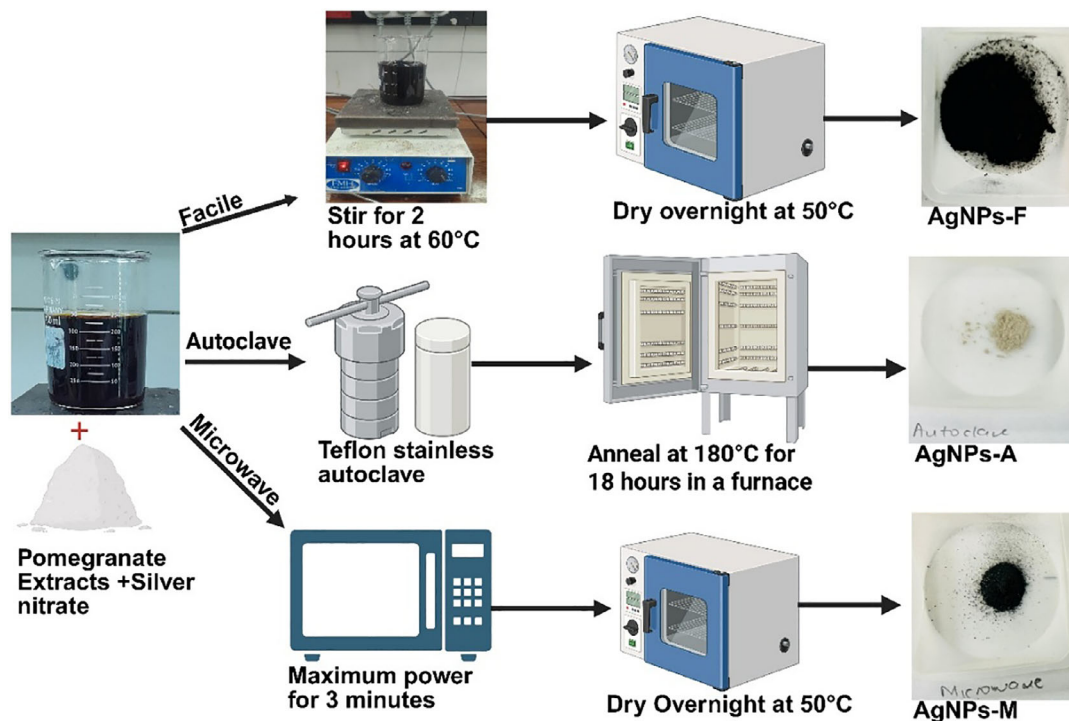 Facile
Stir for 2
hours at 60°C
Dry overnight at 50°C
AgNPs-F
Autoclave
Teflon stainless
autoclave
Anneal at 180°C for
18 hours in a furnace
Autoclave
AgNPs-A
+
Pomegranate
Extracts +Silver
nitrate
Microwave
Maximum power
for 3 minutes
Dry Overnight at 50°C
Microwave
AgNPs-M